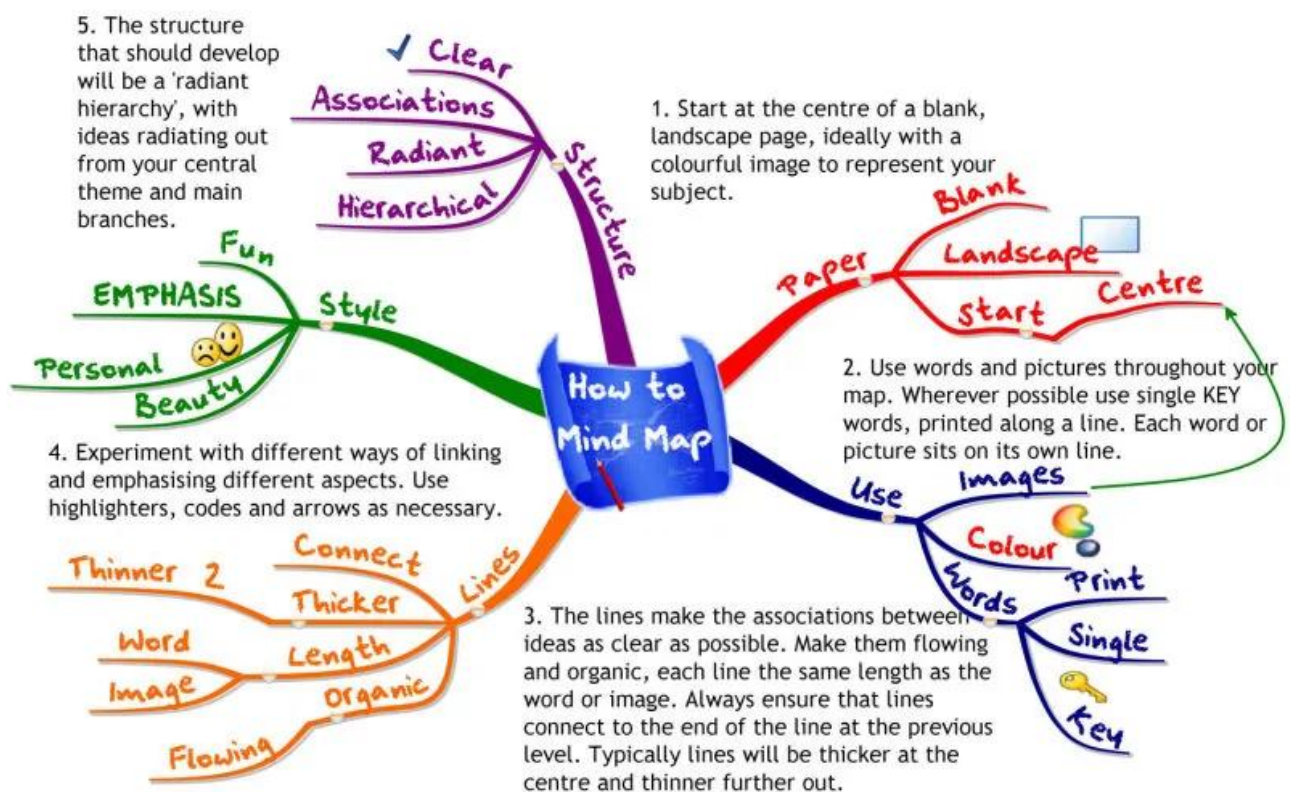 5. The structure
that should develop
will be a 'radiant
hierarchy', with
ideas radiating out
from your central
theme and main
branches.
Clear
Associations
Radiant
Hierarchical
Structure
1. Start at the centre of a blank,
landscape page, ideally with a
colourful image to represent your
subject.
Paper
Blank
Landscape
Start
Centre
Fun
EMPHASIS
Personal
Beauty
Style
How to
Mind Map
2. Use words and pictures throughout your
map. Wherever possible use single KEY
words, printed along a line. Each word or
picture sits on its own line.
Use
Images
Colour
Words
Print
Single
Key
4. Experiment with different ways of linking
and emphasising different aspects. Use
highlighters, codes and arrows as necessary.
Lines
Connect
Thicker
Thinner 2
Length
Word
Image
Organic
Flowing
3. The lines make the associations between
ideas as clear as possible. Make them flowing
and organic, each line the same length as the
word or image. Always ensure that lines
connect to the end of the line at the previous
level. Typically lines will be thicker at the
centre and thinner further out.